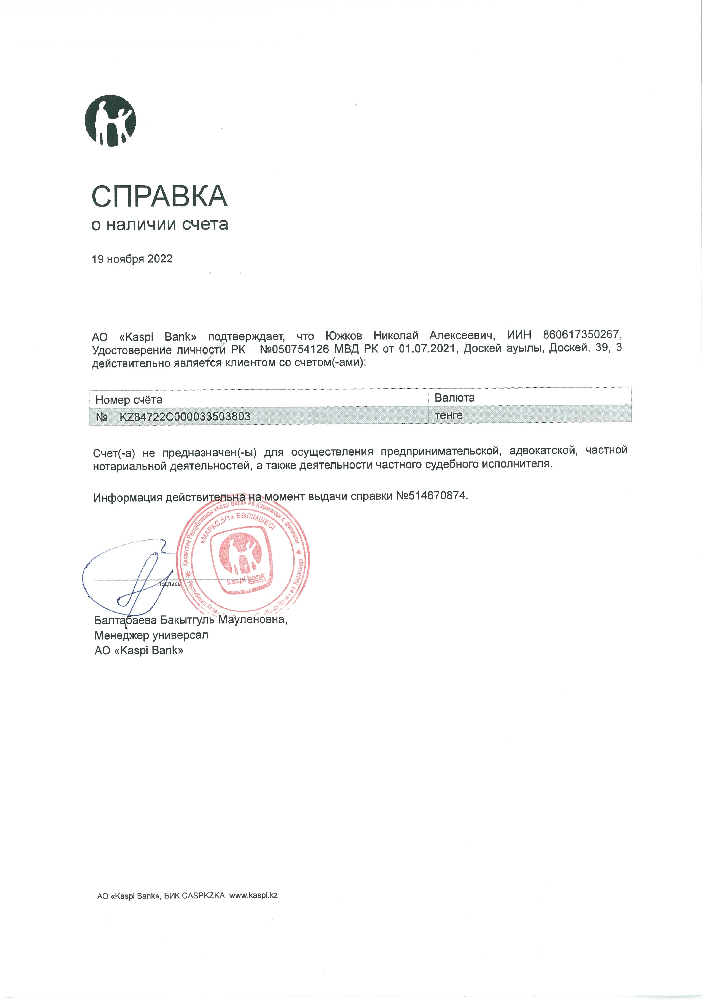 СПРАВКА
о наличии счета
19 ноября 2022
АО «Kaspi Bank» подтверждает, что Южков Николай Алексеевич, ИИН 860617350267,
Удостоверение личности РК №050754126 МВД РК от 01.07.2021, Доскей ауылы, Доскей, 39, 3
действительно является клиентом со счетом(-ами):
Номер счёта Валюта
№ KZ84722C000033503803 тенге
Счет(-а) не предназначен(-ы) для осуществления предпринимательской, адвокатской, частной
нотариальной деятельностей, а также деятельности частного судебного исполнителя.
Информация действительна на момент выдачи справки №514670874.
Қазақстан Республикасы «Kaspi Bank» АҚ Қарағанды қ. филиалы
«МАРКС,5/1» БӨЛІМШЕСІ
kaspi bank
Республика «Kaspi Bank» в г. Караганда
подпись
Балтабаева Бакытгуль Мауленовна,
Менеджер универсал
АО «Kaspi Bank»
АО «Kaspi Bank», БИК CASPKZKA, www.kaspi.kz